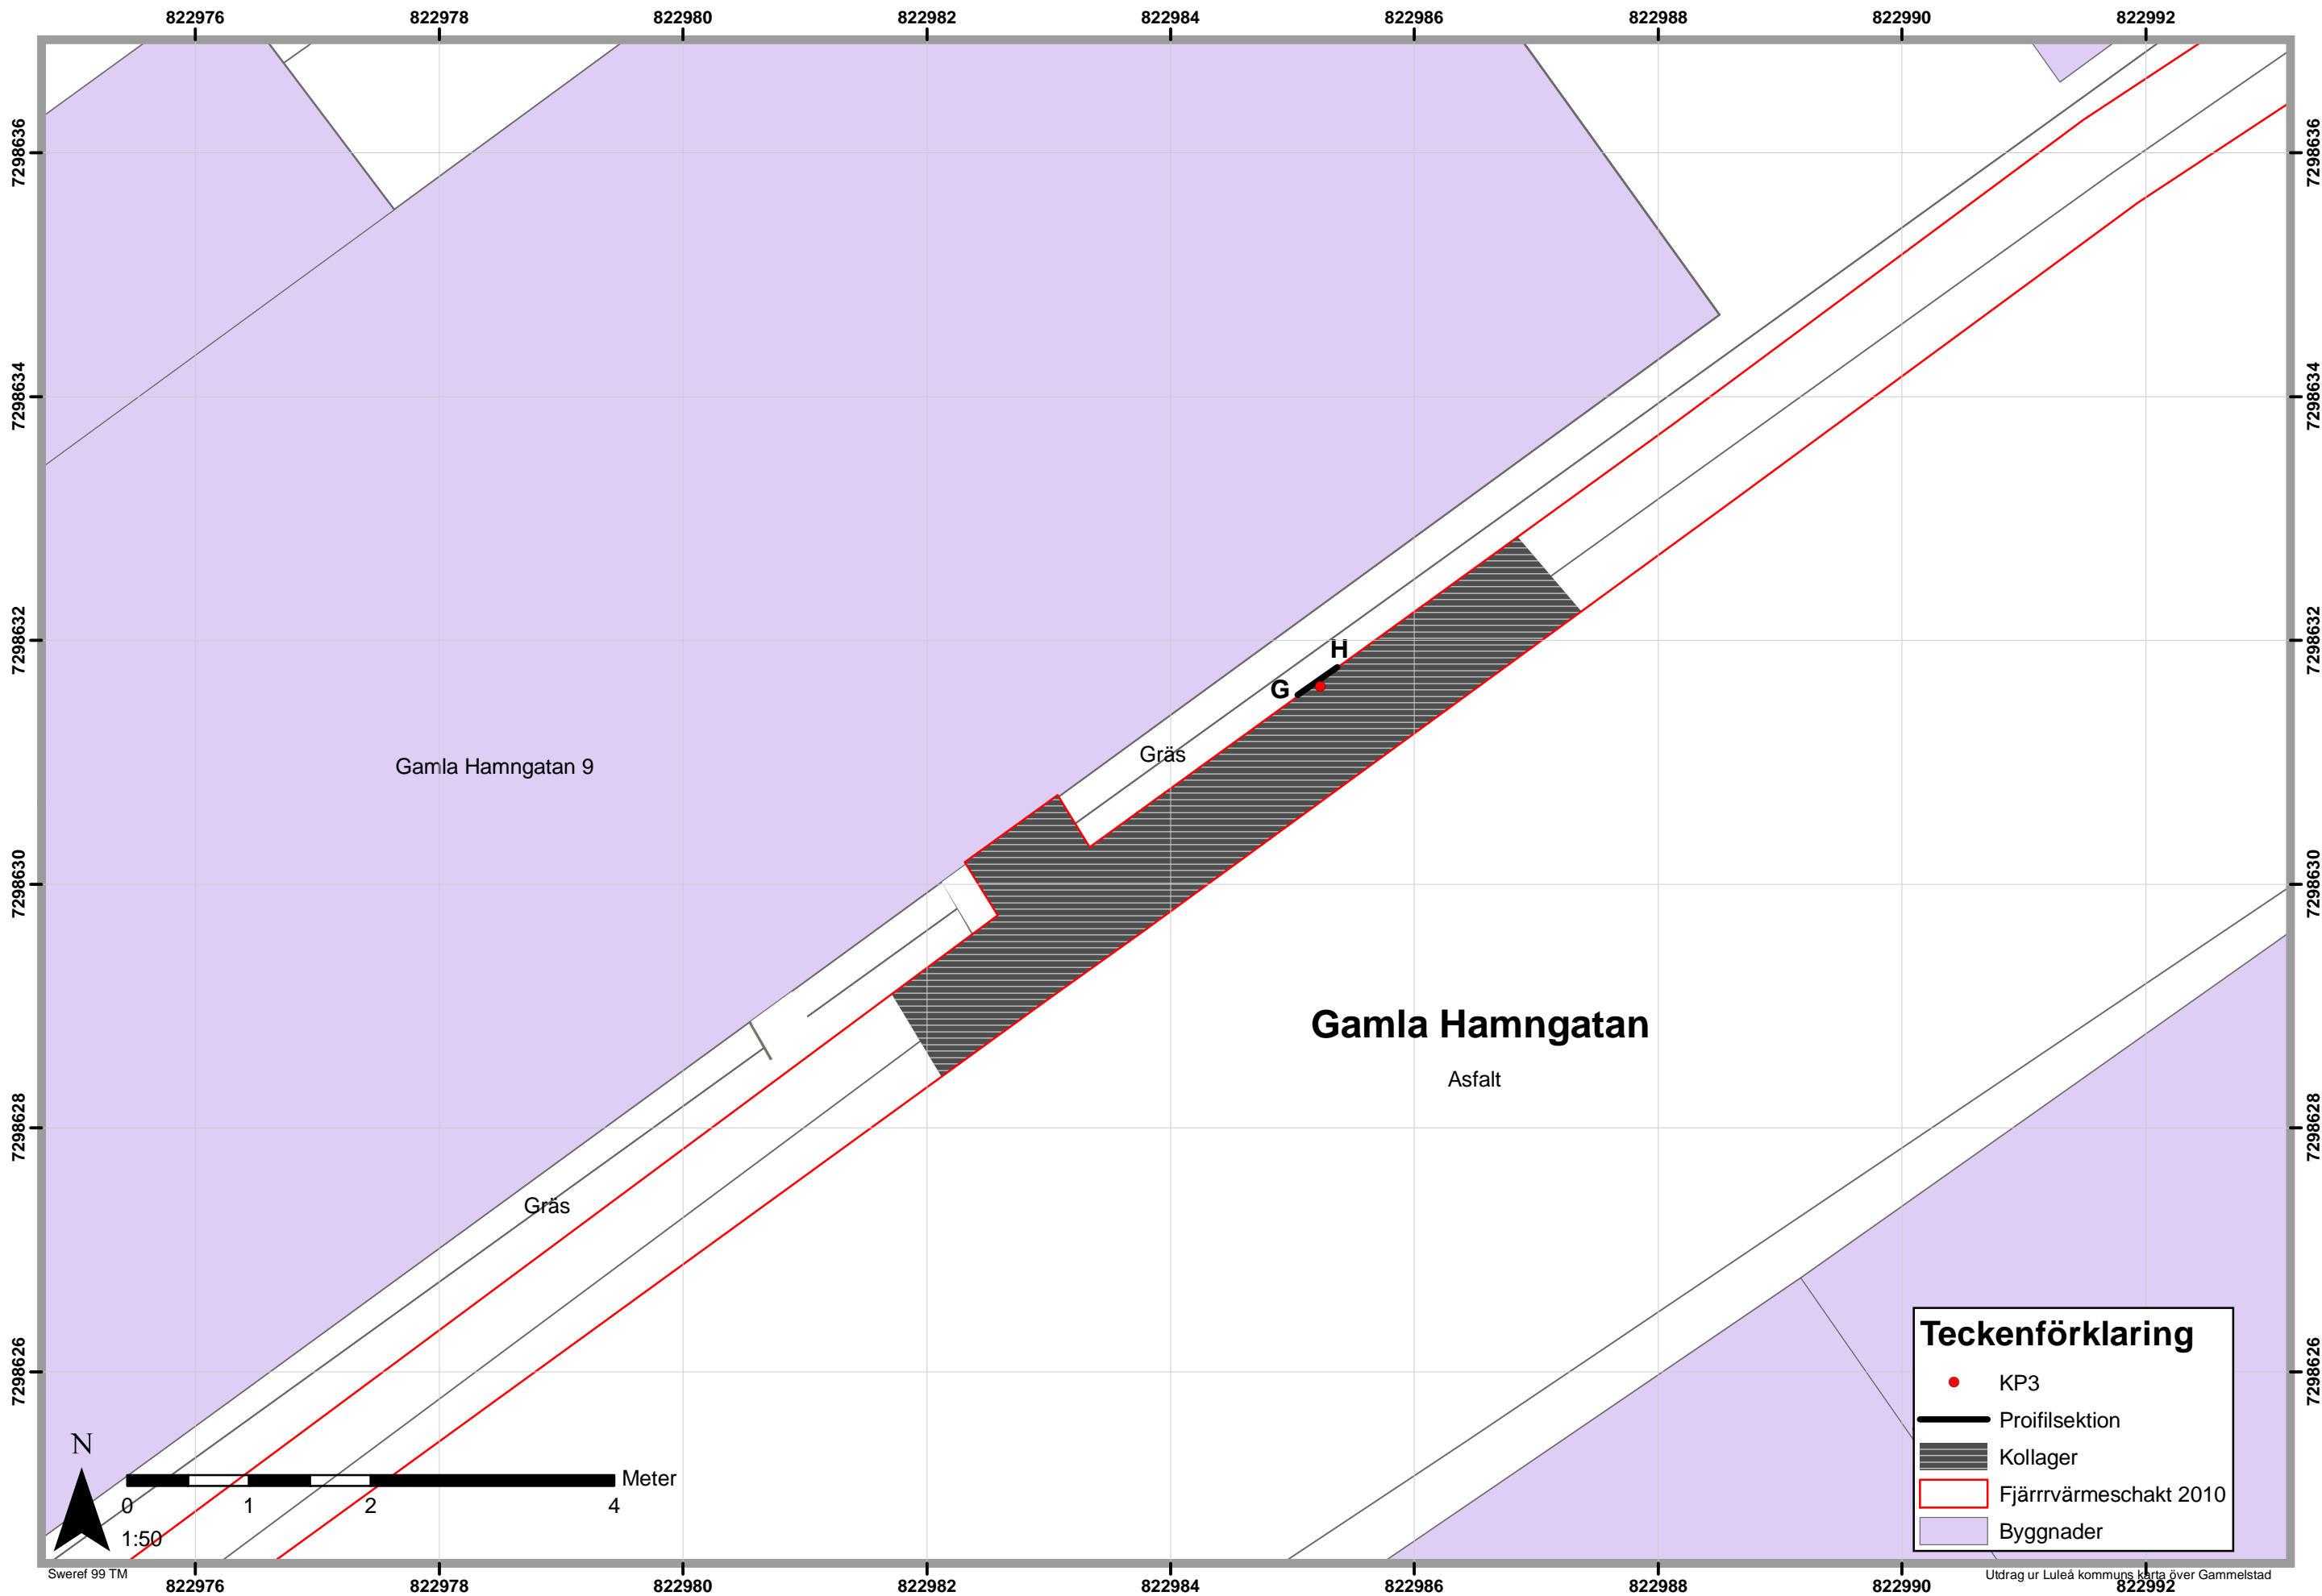 822976 822978 822980 822982 822984 822986 822988 822990 822992
7298636 7298636
7298634 7298634
7298632 7298632
H
G
Gräs
Gamla Hamngatan 9
7298630 7298630
Gamla Hamngatan
Asfalt
7298628 7298628
Gräs
7298626 7298626
Teckenförklaring
KP3
Proifilsektion
Kollager
Fjärrrvärmeschakt 2010
Byggnader
N
Meter
0 1 2 4
1:50
Sweref 99 TM
Utdrag ur Luleå kommuns karta över Gammelstad
822976 822978 822980 822982 822984 822986 822988 822990 822992